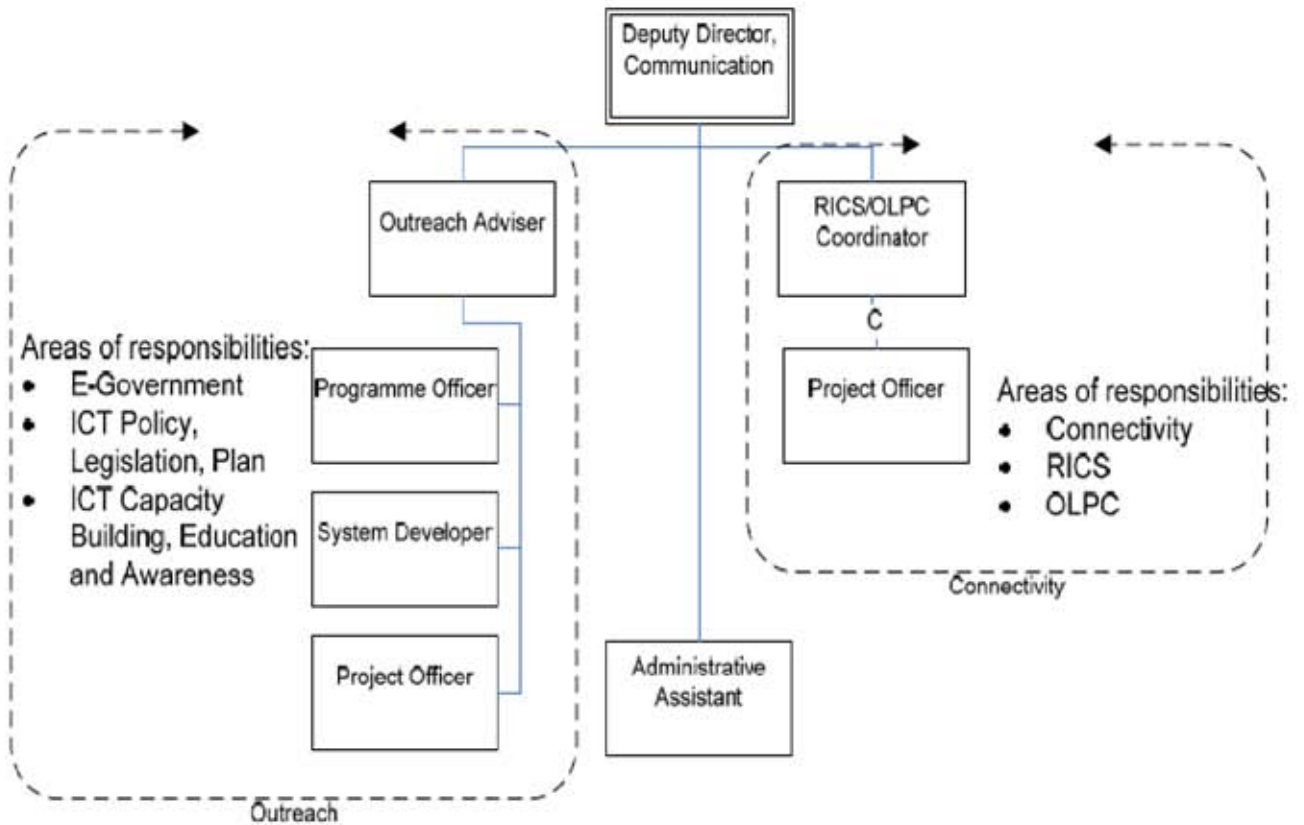 Deputy Director,
Communication
Outreach Adviser
RICS/OLPC
Coordinator
C
Areas of responsibilities:
• E-Government
• ICT Policy,
Legislation, Plan
• ICT Capacity
Building, Education
and Awareness
Programme Officer
System Developer
Project Officer
Project Officer
Areas of responsibilities:
• Connectivity
• RICS
• OLPC
Connectivity
Administrative
Assistant
Outreach